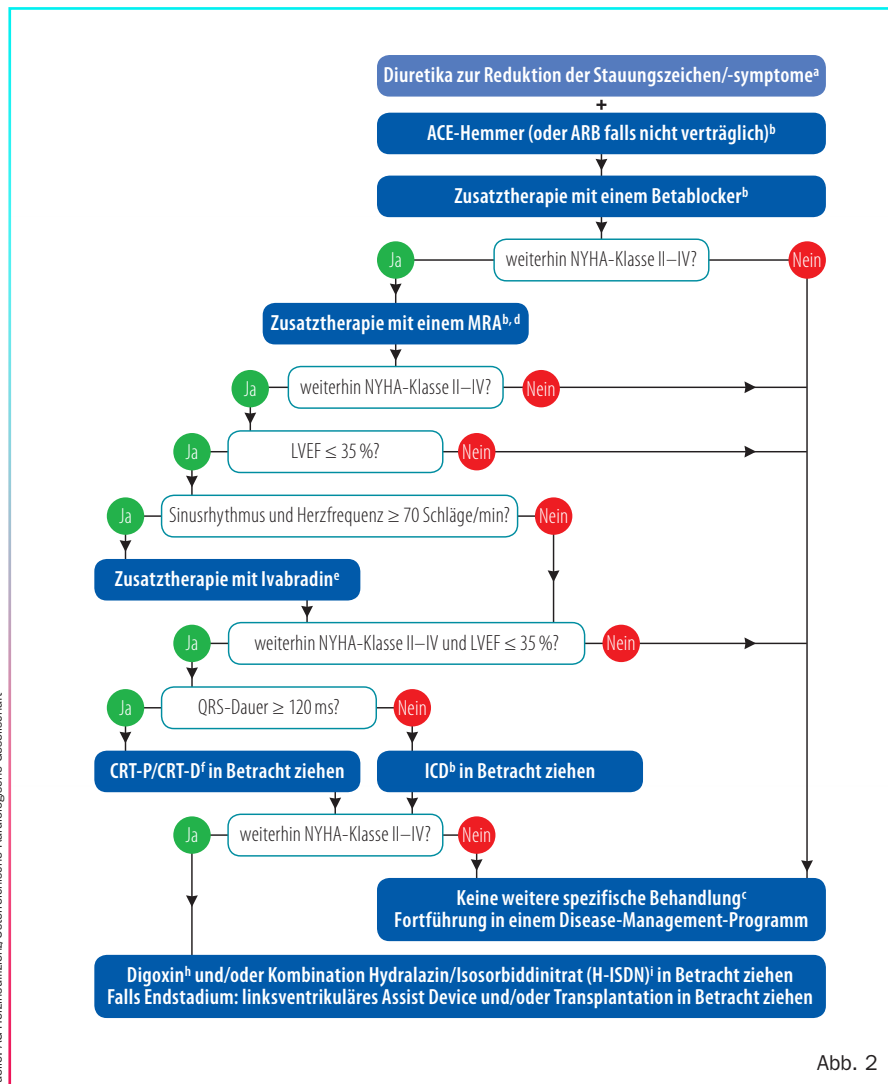 Diuretika zur Reduktion der Stauungszeichen/-symptomeᵃ
+
ACE-Hemmer (oder ARB falls nicht verträglich)ᵇ
Zusatztherapie mit einem Betablockerᵇ
Ja
weiterhin NYHA-Klasse II–IV?
Nein
Zusatztherapie mit einem MRAᵇ, ᵈ
Ja
weiterhin NYHA-Klasse II–IV?
Nein
Ja
LVEF ≤ 35 %?
Nein
Ja
Sinusrhythmus und Herzfrequenz ≥ 70 Schläge/min?
Nein
Zusatztherapie mit Ivabradinᵉ
Ja
weiterhin NYHA-Klasse II–IV und LVEF ≤ 35 %?
Nein
Ja
QRS-Dauer ≥ 120 ms?
Nein
CRT-P/CRT-Dᶠ in Betracht ziehen
ICDᵇ in Betracht ziehen
Ja
weiterhin NYHA-Klasse II–IV?
Nein
Keine weitere spezifische Behandlungᶜ
Fortführung in einem Disease-Management-Programm
Digoxinʰ und/oder Kombination Hydralazin/Isosorbiddinitrat (H-ISDN)ⁱ in Betracht ziehen
Falls Endstadium: linksventrikuläres Assist Device und/oder Transplantation in Betracht ziehen
Abb. 2